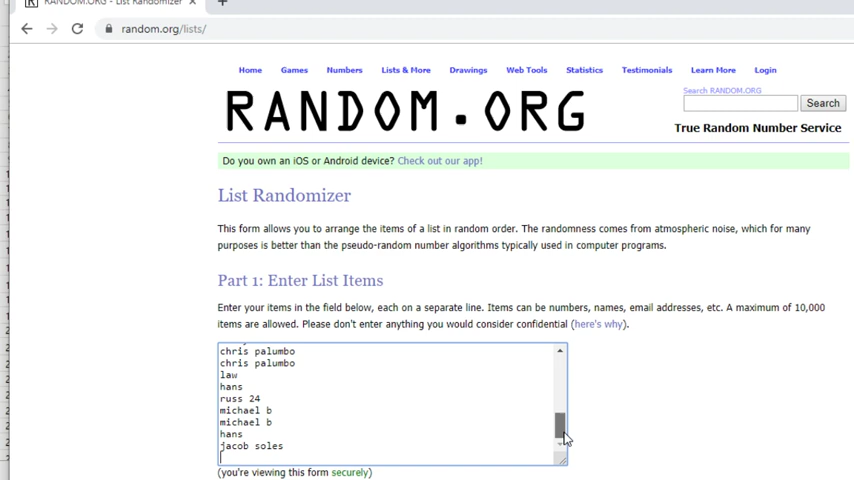 RANDOM.ORG - List Randomizer
random.org/lists/
Home Games Numbers Lists & More Drawings Web Tools Statistics Testimonials Learn More Login
Search RANDOM.ORG
RANDOM.ORG
Search
True Random Number Service
Do you own an iOS or Android device? Check out our app!
List Randomizer
This form allows you to arrange the items of a list in random order. The randomness comes from atmospheric noise, which for many
purposes is better than the pseudo-random number algorithms typically used in computer programs.
Part 1: Enter List Items
Enter your items in the field below, each on a separate line. Items can be numbers, names, email addresses, etc. A maximum of 10,000
items are allowed. Please don't enter anything you would consider confidential (here's why).
chris palumbo
chris palumbo
law
hans
russ 24
michael b
michael b
hans
jacob soles
(you're viewing this form securely)